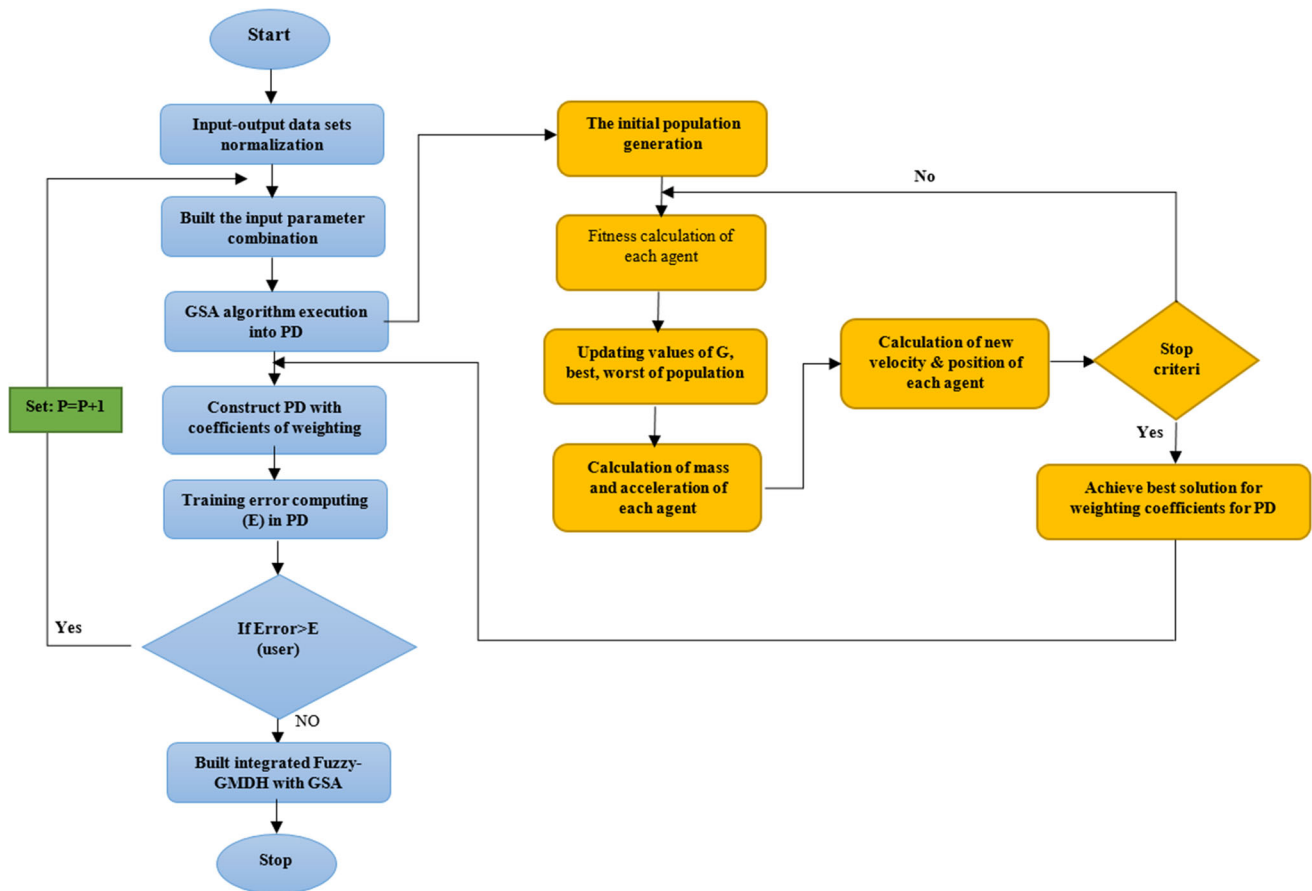 Start
Input-output data sets
normalization
Built the input parameter
combination
GSA algorithm execution
into PD
Set: P=P+1
Construct PD with
coefficients of weighting
Training error computing
(E) in PD
Yes
If Error>E
(user)
NO
Built integrated Fuzzy-
GMDH with GSA
Stop
The initial population
generation
No
Fitness calculation of
each agent
Updating values of G,
best, worst of population
Calculation of mass
and acceleration of
each agent
Calculation of new
velocity & position of
each agent
Stop
criteri
Yes
Achieve best solution for
weighting coefficients for PD